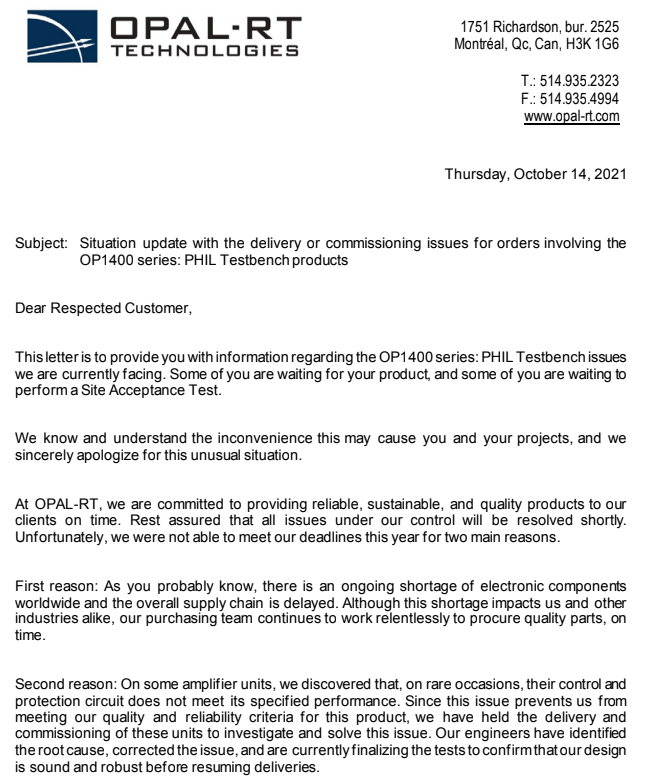 OPAL-RT
TECHNOLOGIES
1751 Richardson, bur. 2525
Montréal, Qc, Can, H3K 1G6
T.: 514.935.2323
F.: 514.935.4994
www.opal-rt.com
Thursday, October 14, 2021
Subject: Situation update with the delivery or commissioning issues for orders involving the
OP1400 series: PHIL Testbench products
Dear Respected Customer,
This letter is to provide you with information regarding the OP1400 series: PHIL Testbench issues
we are currently facing. Some of you are waiting for your product, and some of you are waiting to
perform a Site Acceptance Test.
We know and understand the inconvenience this may cause you and your projects, and we
sincerely apologize for this unusual situation.
At OPAL-RT, we are committed to providing reliable, sustainable, and quality products to our
clients on time. Rest assured that all issues under our control will be resolved shortly.
Unfortunately, we were not able to meet our deadlines this year for two main reasons.
First reason: As you probably know, there is an ongoing shortage of electronic components
worldwide and the overall supply chain is delayed. Although this shortage impacts us and other
industries alike, our purchasing team continues to work relentlessly to procure quality parts, on
time.
Second reason: On some amplifier units, we discovered that, on rare occasions, their control and
protection circuit does not meet its specified performance. Since this issue prevents us from
meeting our quality and reliability criteria for this product, we have held the delivery and
commissioning of these units to investigate and solve this issue. Our engineers have identified
the root cause, corrected the issue, and are currently finalizing the tests to confirm that our design
is sound and robust before resuming deliveries.